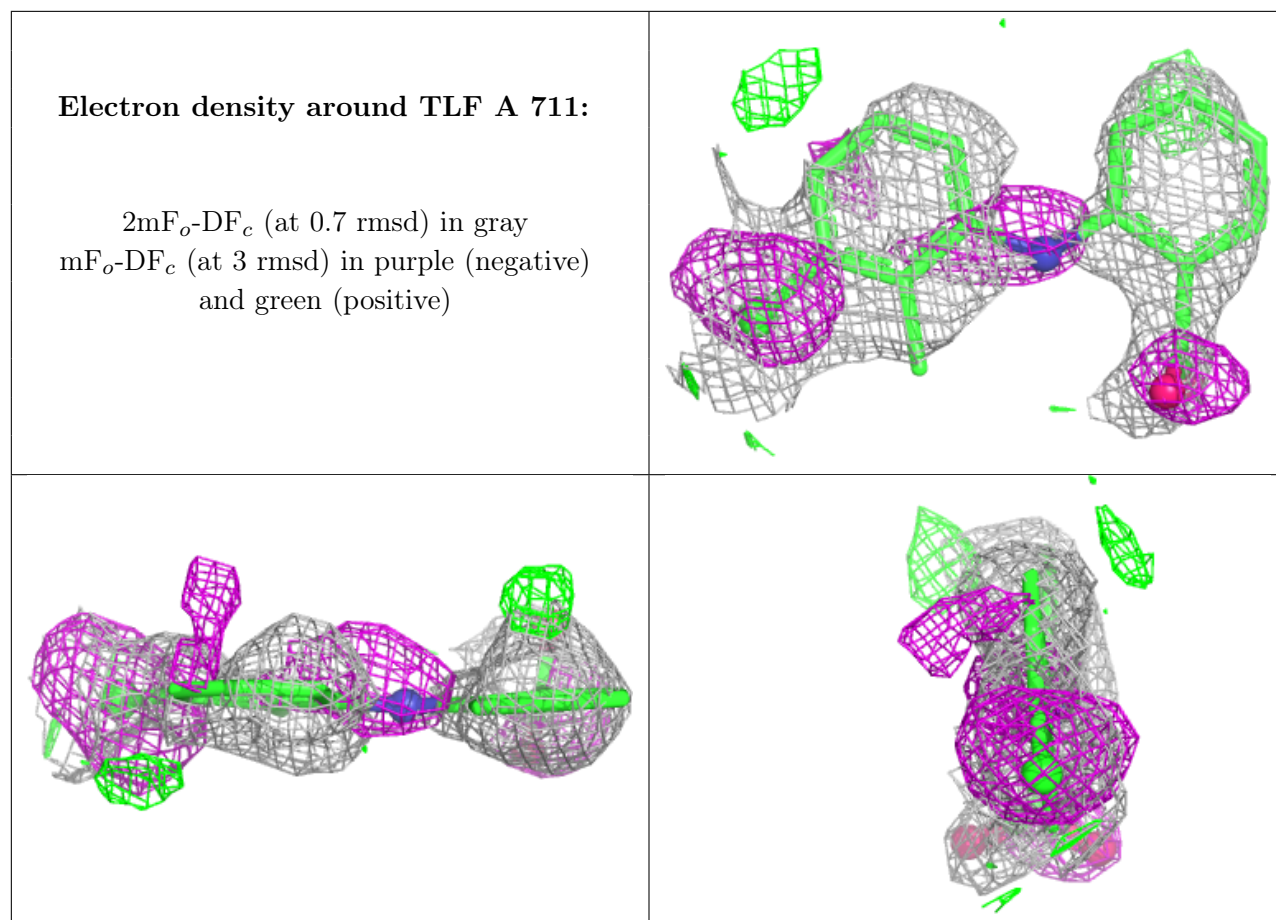 Electron density around TLF A 711:
2mFo-DFc (at 0.7 rmsd) in gray
mFo-DFc (at 3 rmsd) in purple (negative)
and green (positive)